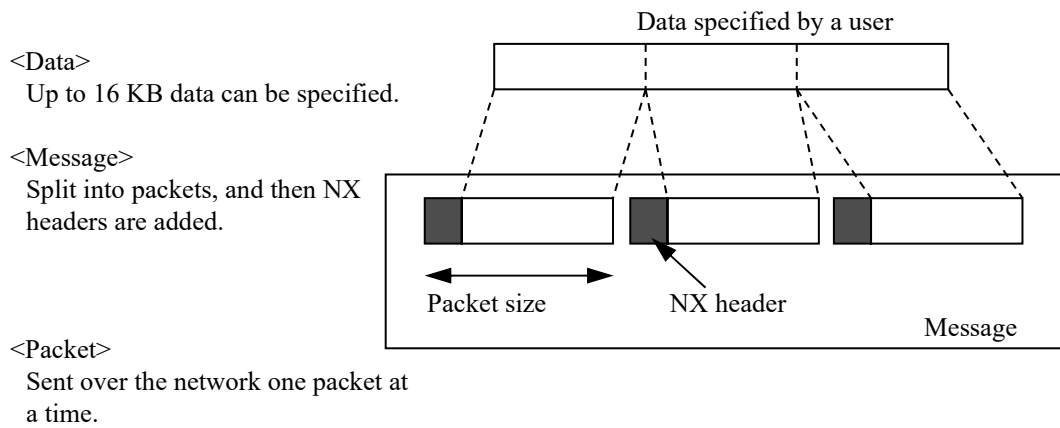 Data specified by a user
<Data>
Up to 16 KB data can be specified.
<Message>
Split into packets, and then NX
headers are added.
Packet size
NX header
Message
<Packet>
Sent over the network one packet at
a time.